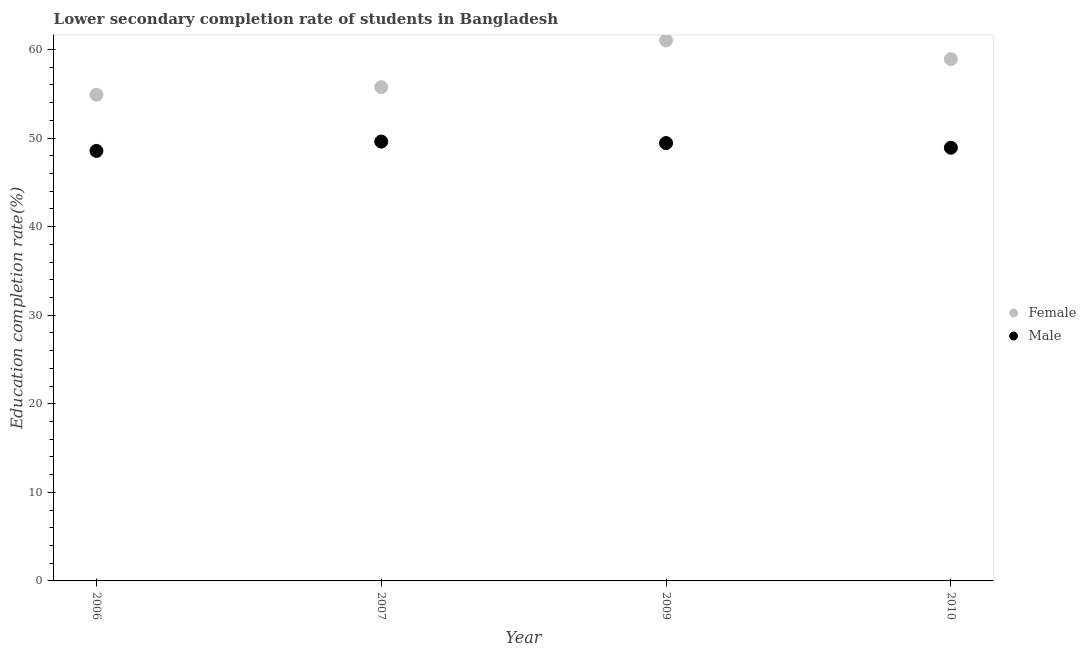 Lower secondary completion rate of students in Bangladesh
Education completion rate(%)
60
50
40
30
20
10
0
2006
2007
2009
2010
Year
Female
Male